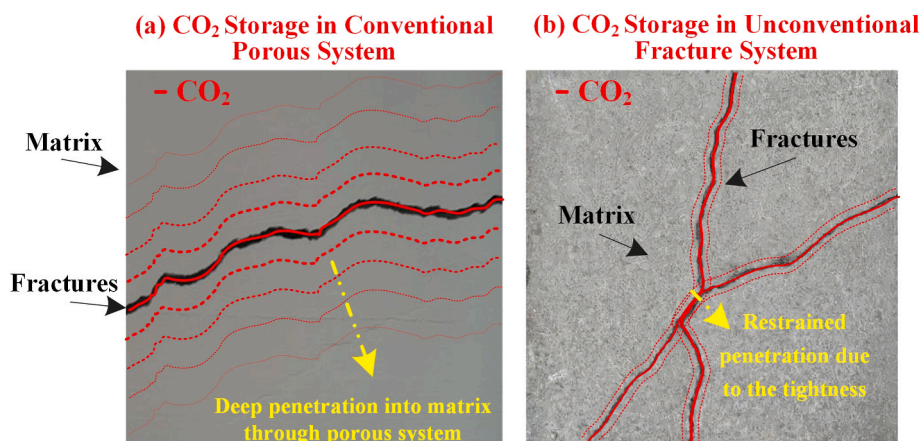 (a) CO₂ Storage in Conventional
Porous System
– CO₂
Matrix
Fractures
Deep penetration into matrix
through porous system
(b) CO₂ Storage in Unconventional
Fracture System
– CO₂
Fractures
Matrix
Restrained
penetration due
to the tightness